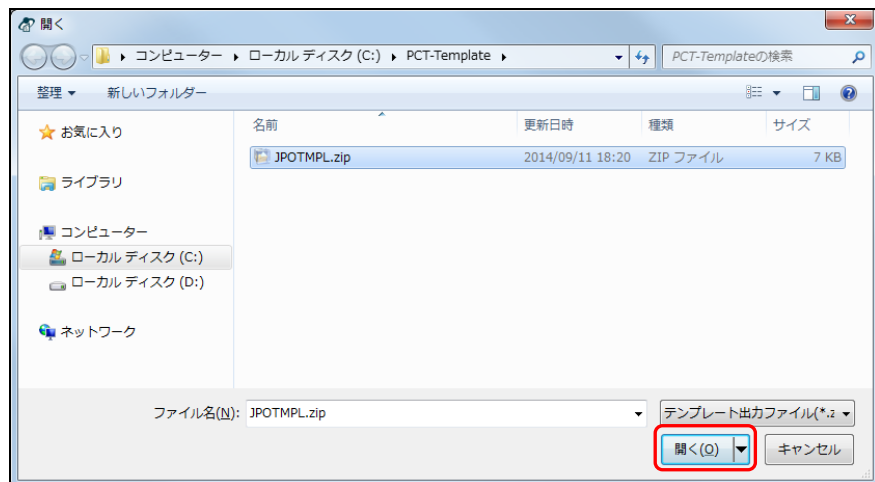 開く
コンピューター ▸ ローカル ディスク (C:) ▸ PCT-Template ▸
PCT-Templateの検索
整理 ▼ 新しいフォルダー
名前 更新日時 種類 サイズ
お気に入り
JPOTMPL.zip 2014/09/11 18:20 ZIP ファイル 7 KB
ライブラリ
コンピューター
ローカル ディスク (C:)
ローカル ディスク (D:)
ネットワーク
ファイル名(N): JPOTMPL.zip
テンプレート出力ファイル(*.z
開く(O) キャンセル